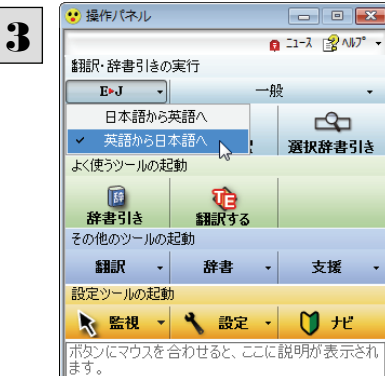 3
操作パネル
ニュース ヘルプ
翻訳・辞書引きの実行
E▸J 一般
日本語から英語へ
✓ 英語から日本語へ
選択辞書引き
よく使うツールの起動
辞書引き 翻訳する
その他のツールの起動
翻訳 辞書 支援
設定ツールの起動
監視 設定 ナビ
ボタンにマウスを合わせると、ここに説明が表示され
ます。